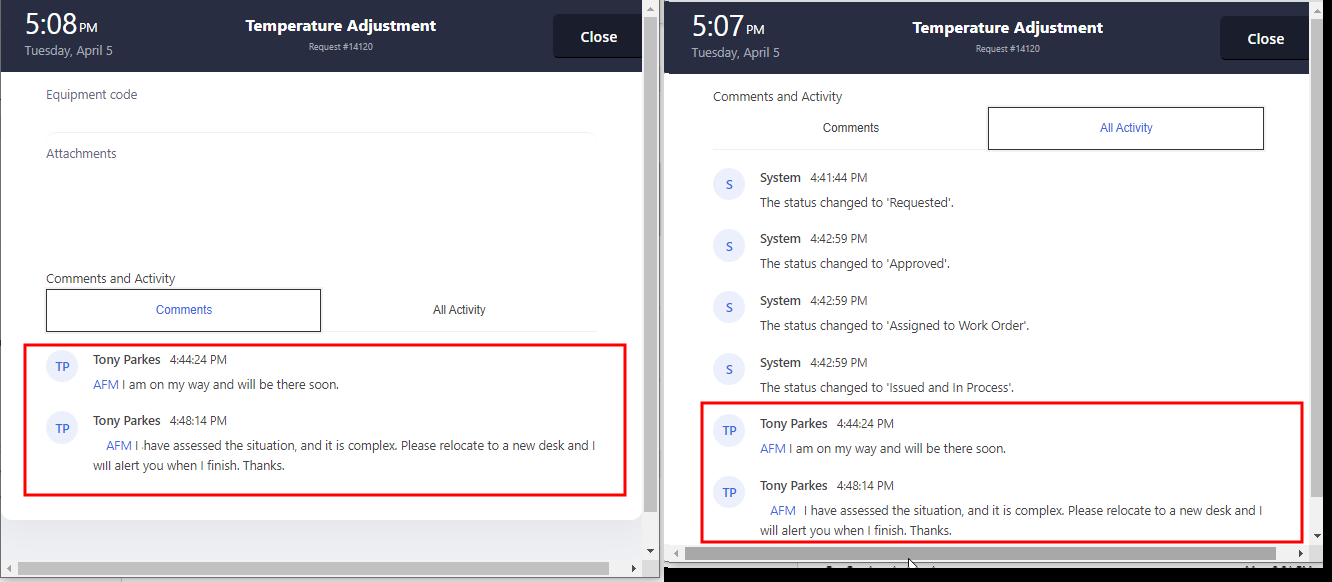 5:08 PM
Tuesday, April 5
Temperature Adjustment
Request #14120
Close
Equipment code
Attachments
Comments and Activity
Comments
All Activity
TP
Tony Parkes 4:44:24 PM
AFM I am on my way and will be there soon.
TP
Tony Parkes 4:48:14 PM
AFM I have assessed the situation, and it is complex. Please relocate to a new desk and I
will alert you when I finish. Thanks.
5:07 PM
Tuesday, April 5
Temperature Adjustment
Request #14120
Close
Comments and Activity
Comments
All Activity
S
System 4:41:44 PM
The status changed to 'Requested'.
S
System 4:42:59 PM
The status changed to 'Approved'.
S
System 4:42:59 PM
The status changed to 'Assigned to Work Order'.
S
System 4:42:59 PM
The status changed to 'Issued and In Process'.
TP
Tony Parkes 4:44:24 PM
AFM I am on my way and will be there soon.
TP
Tony Parkes 4:48:14 PM
AFM I have assessed the situation, and it is complex. Please relocate to a new desk and I
will alert you when I finish. Thanks.